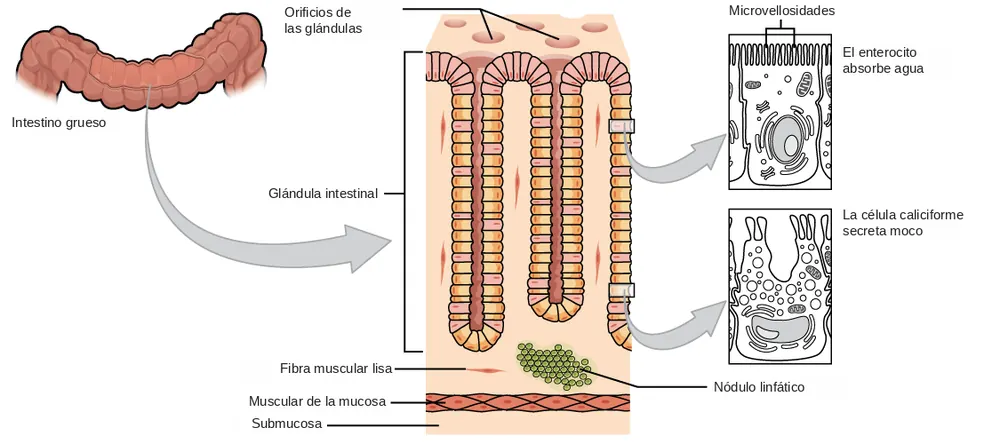 Orificios de
las glándulas
Microvellosidades
El enterocito
absorbe agua
Intestino grueso
Glándula intestinal
La célula caliciforme
secreta moco
Fibra muscular lisa
Nódulo linfático
Muscular de la mucosa
Submucosa